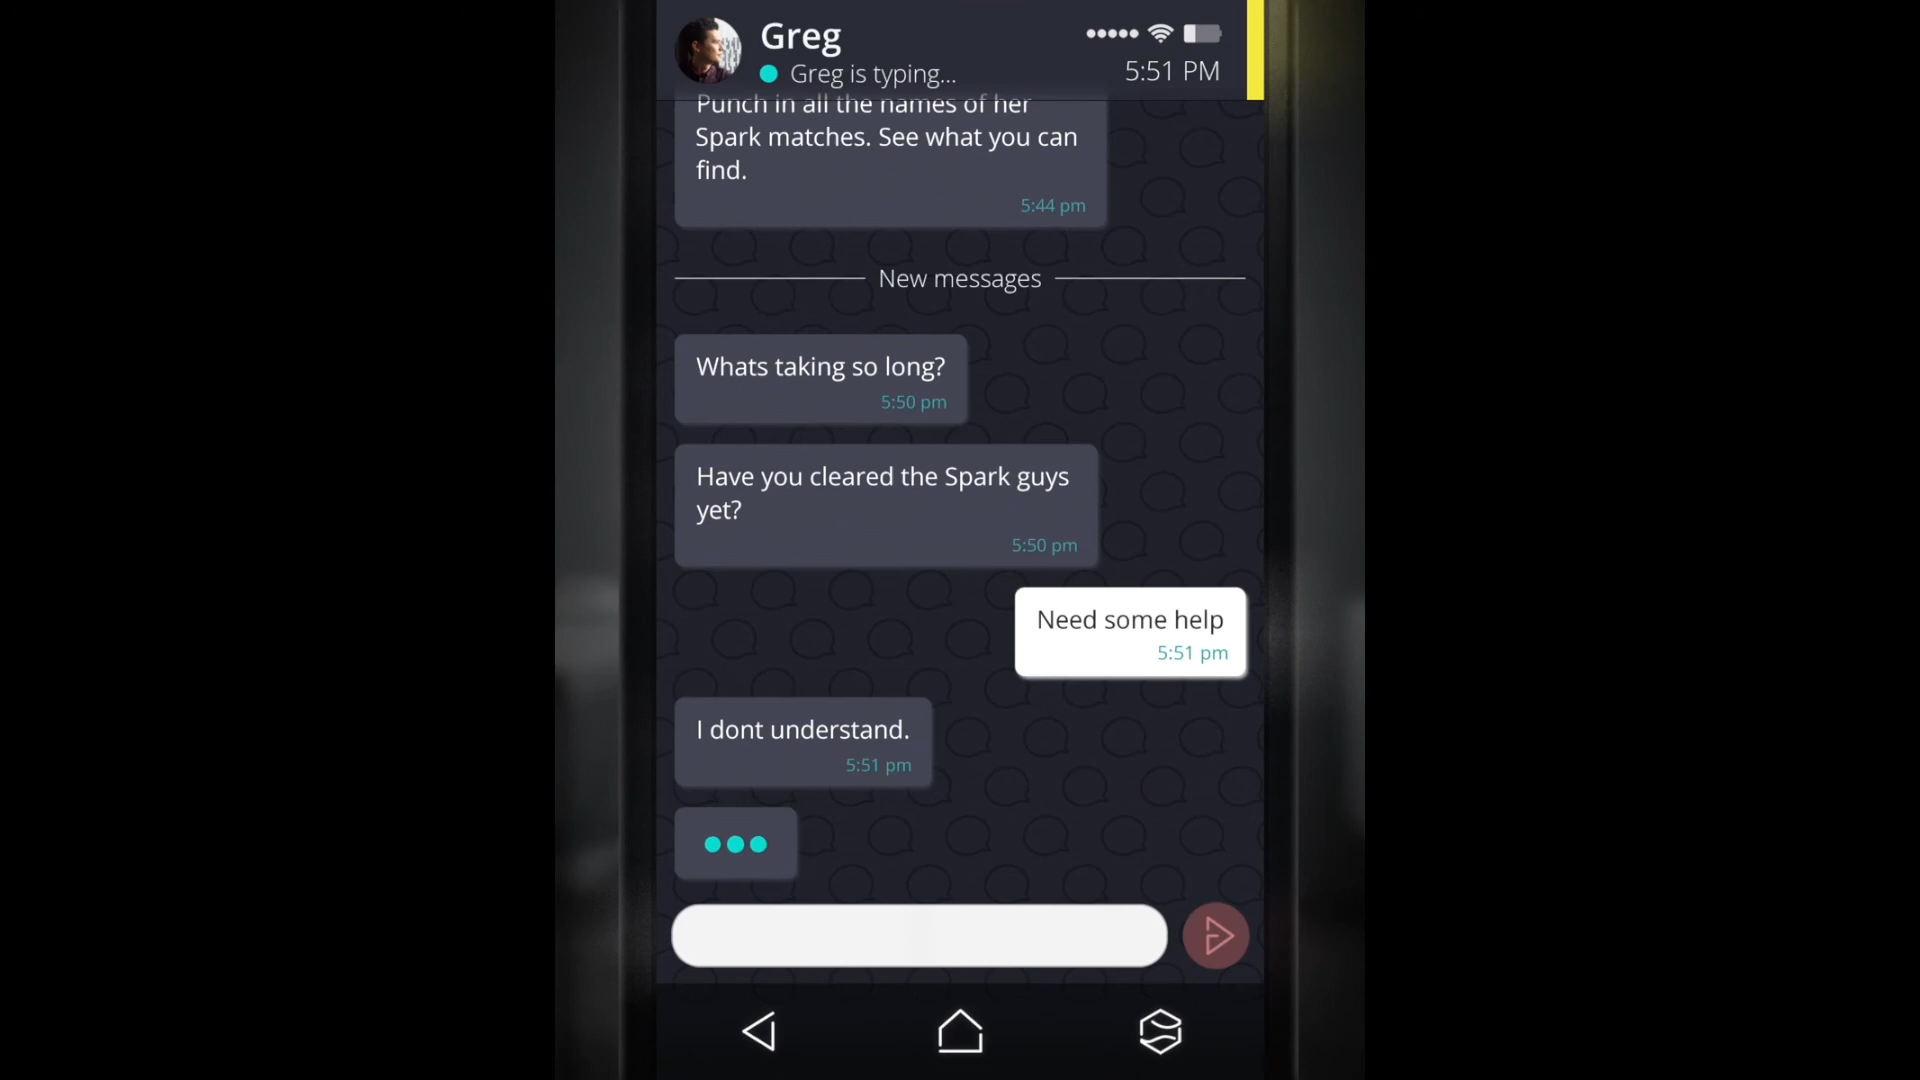 Greg
Greg is typing...
5:51 PM
Punch in all the names of her
Spark matches. See what you can
find.
5:44 pm
New messages
Whats taking so long?
5:50 pm
Have you cleared the Spark guys
yet?
5:50 pm
Need some help
5:51 pm
I dont understand.
5:51 pm